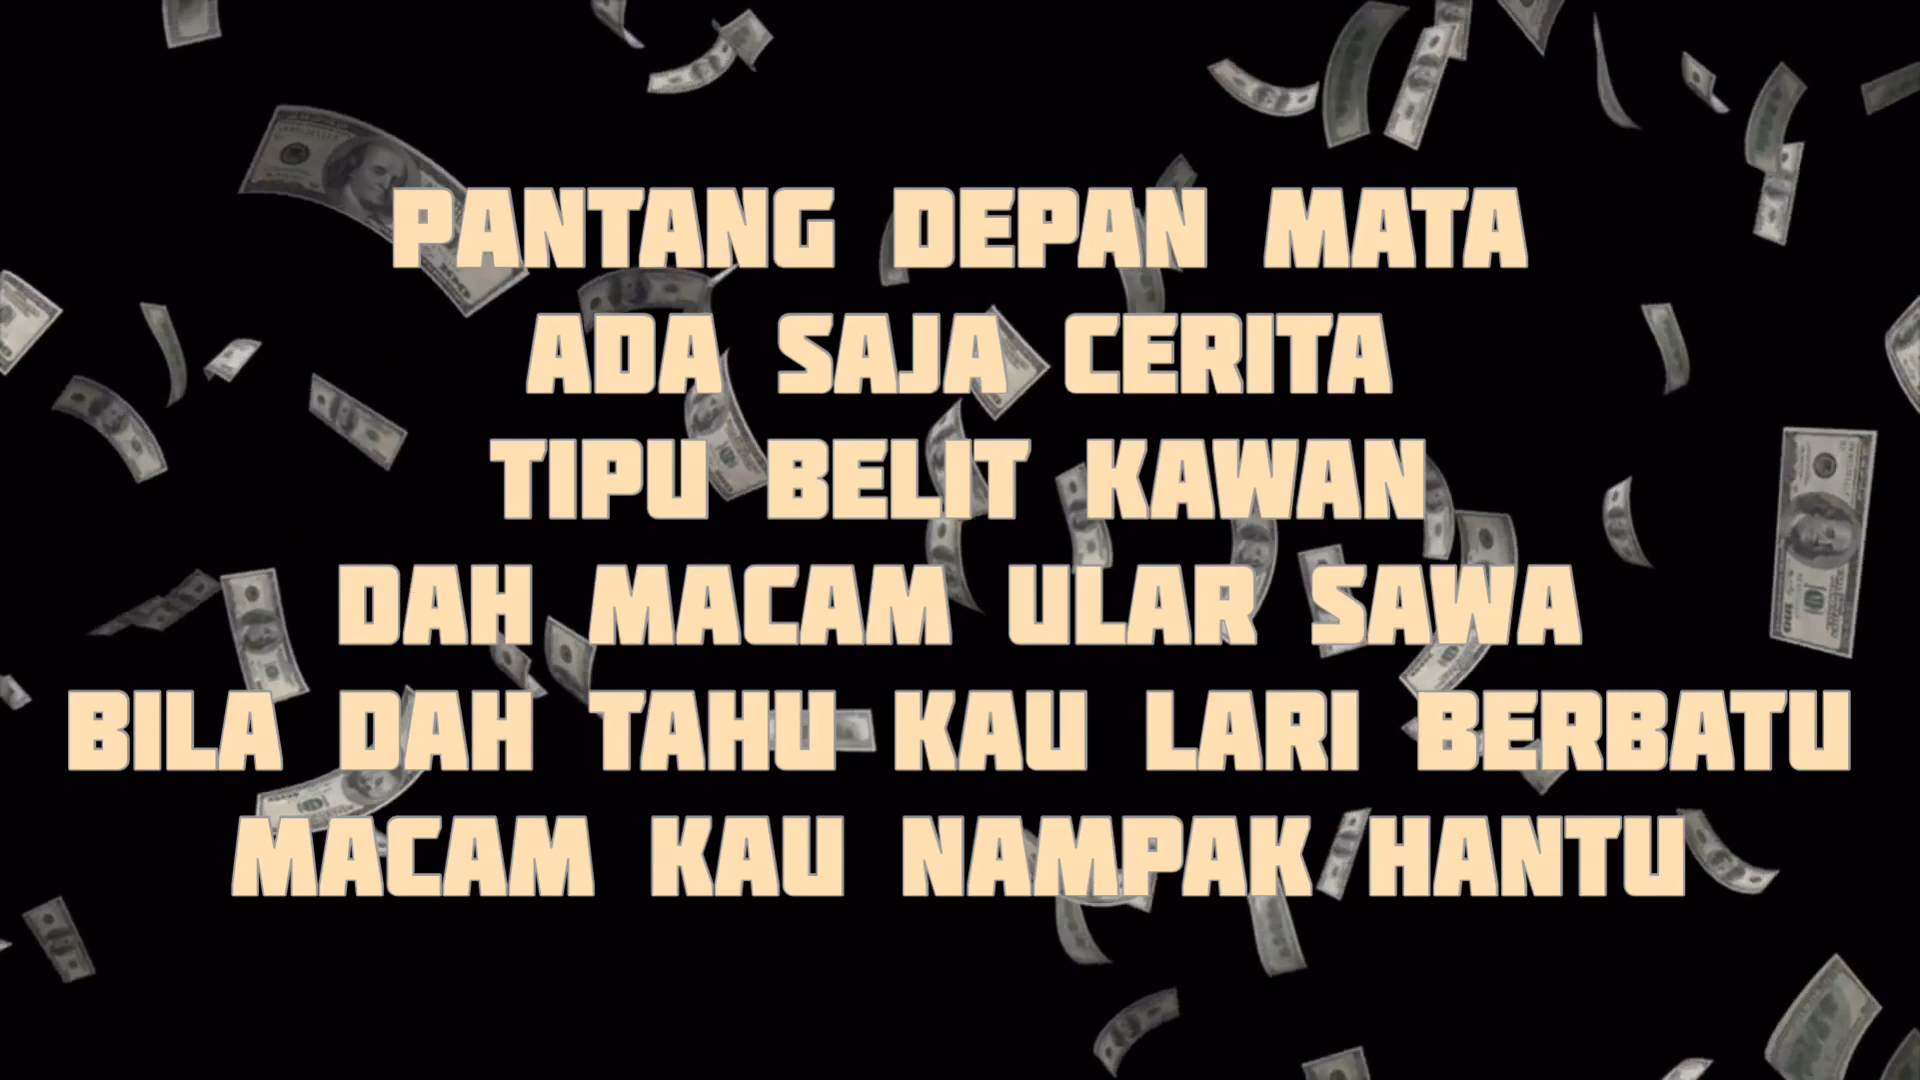 PANTANG DEPAN MATA
ADA SAJA CERITA
TIPU BELIT KAWAN
DAH MACAM ULAR SAWA
BILA DAH TAHU KAU LARI BERBATU
MACAM KAU NAMPAK HANTU